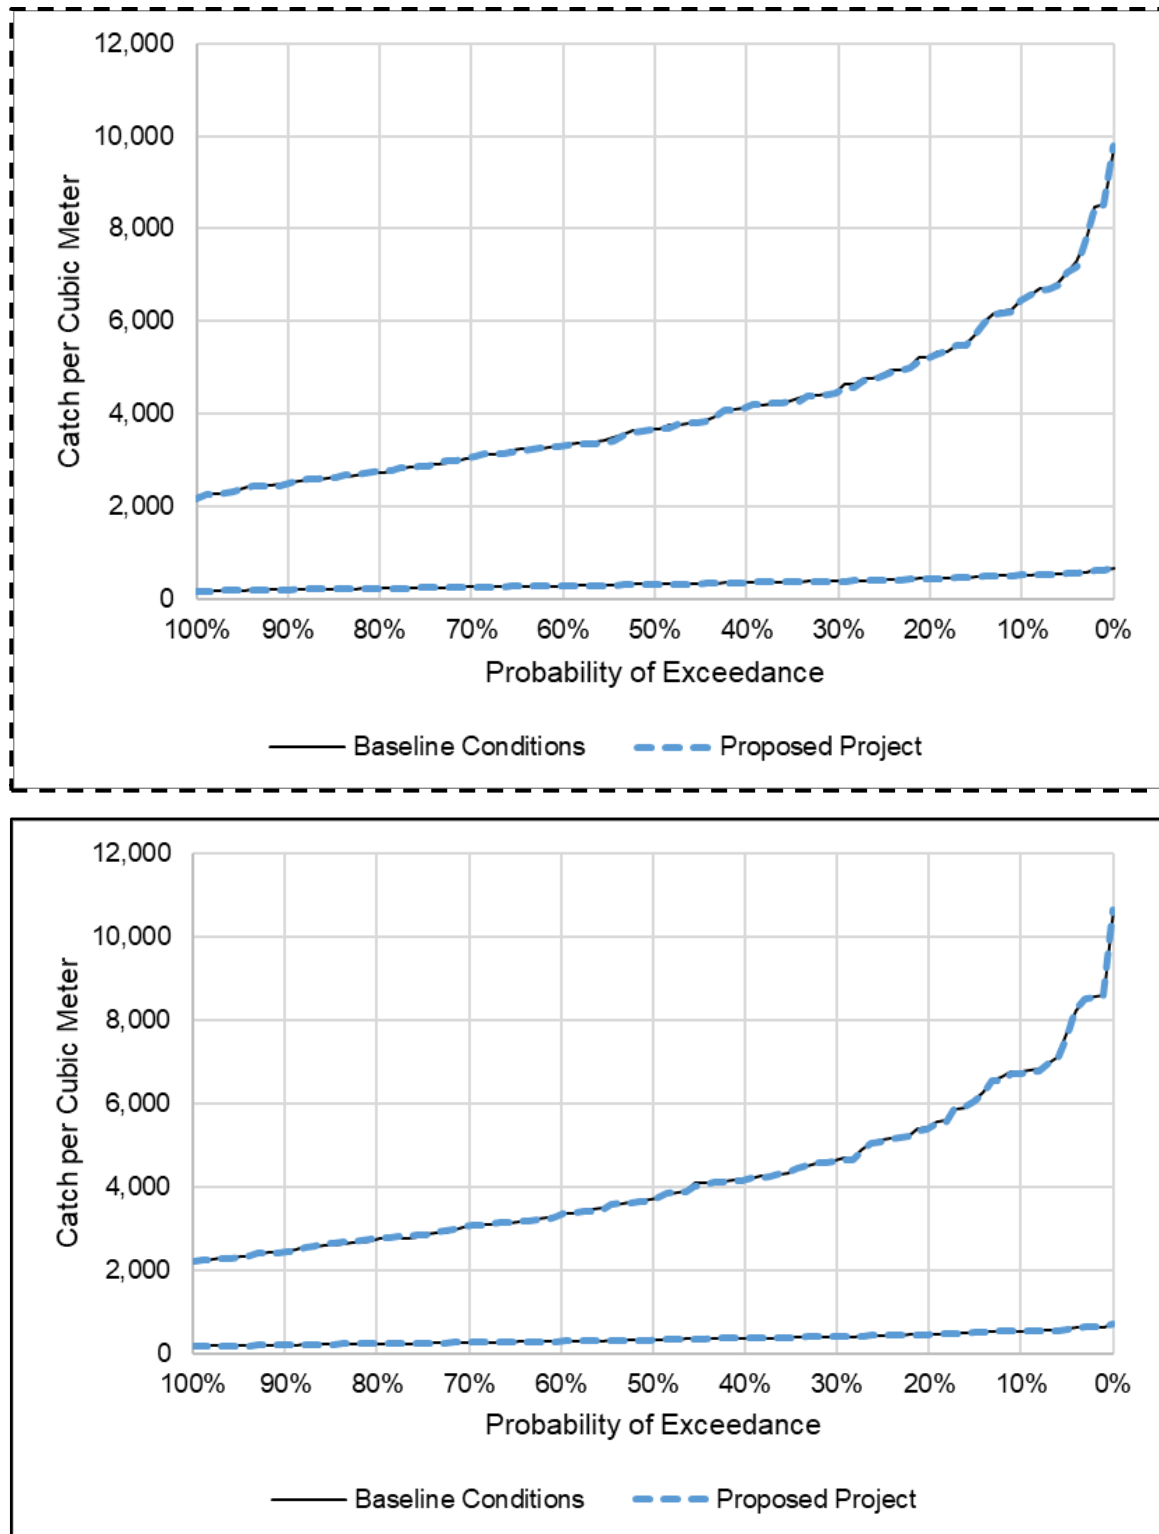 12,000
10,000
8,000
6,000
4,000
2,000
0
Catch per Cubic Meter
100% 90% 80% 70% 60% 50% 40% 30% 20% 10% 0%
Probability of Exceedance
Baseline Conditions Proposed Project
12,000
10,000
8,000
6,000
4,000
2,000
0
Catch per Cubic Meter
100% 90% 80% 70% 60% 50% 40% 30% 20% 10% 0%
Probability of Exceedance
Baseline Conditions Proposed Project